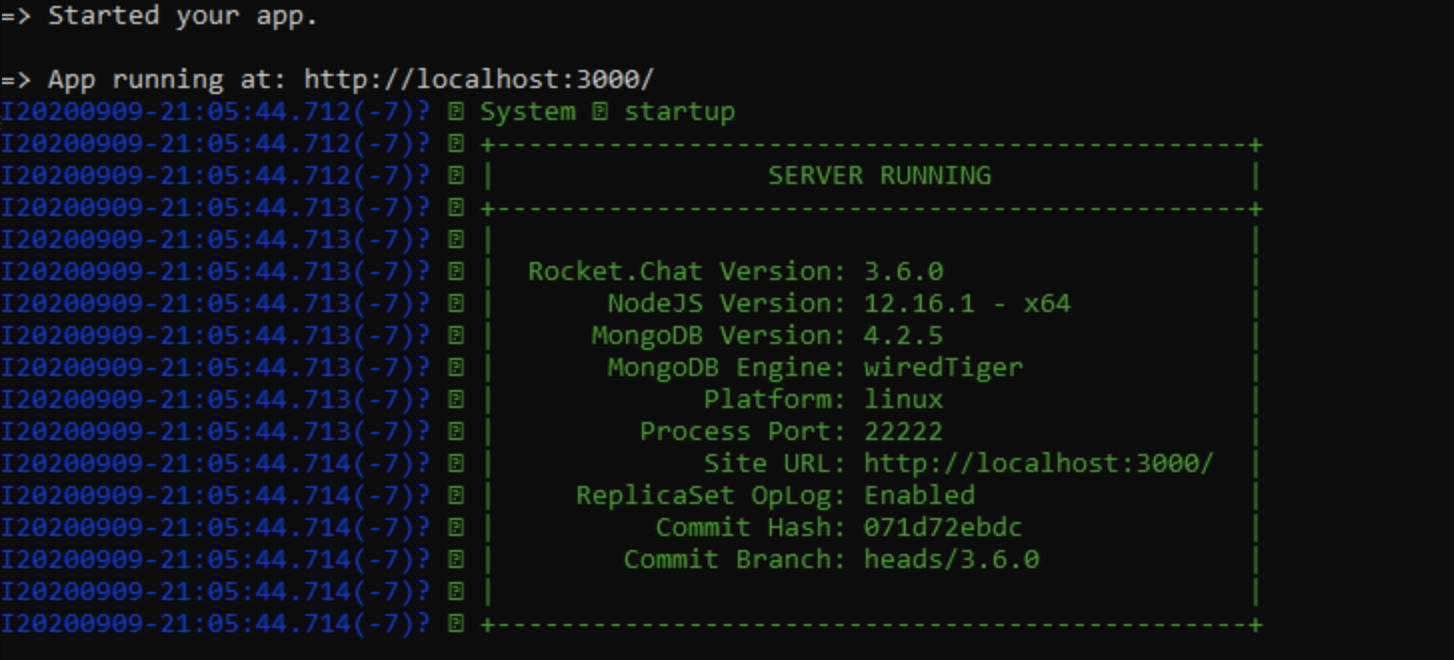 => Started your app.
=> App running at: http://localhost:3000/
I20200909-21:05:44.712(-7)? � System � startup
I20200909-21:05:44.712(-7)? � +-----------------------------------------------+
I20200909-21:05:44.712(-7)? � |                 SERVER RUNNING                |
I20200909-21:05:44.713(-7)? � +-----------------------------------------------+
I20200909-21:05:44.713(-7)? � |                                               |
I20200909-21:05:44.713(-7)? � |  Rocket.Chat Version: 3.6.0                   |
I20200909-21:05:44.713(-7)? � |       NodeJS Version: 12.16.1 - x64           |
I20200909-21:05:44.713(-7)? � |      MongoDB Version: 4.2.5                   |
I20200909-21:05:44.713(-7)? � |       MongoDB Engine: wiredTiger              |
I20200909-21:05:44.713(-7)? � |             Platform: linux                   |
I20200909-21:05:44.713(-7)? � |         Process Port: 22222                   |
I20200909-21:05:44.714(-7)? � |             Site URL: http://localhost:3000/  |
I20200909-21:05:44.714(-7)? � |     ReplicaSet OpLog: Enabled                 |
I20200909-21:05:44.714(-7)? � |          Commit Hash: 071d72ebdc              |
I20200909-21:05:44.714(-7)? � |        Commit Branch: heads/3.6.0             |
I20200909-21:05:44.714(-7)? � |                                               |
I20200909-21:05:44.714(-7)? � +-----------------------------------------------+